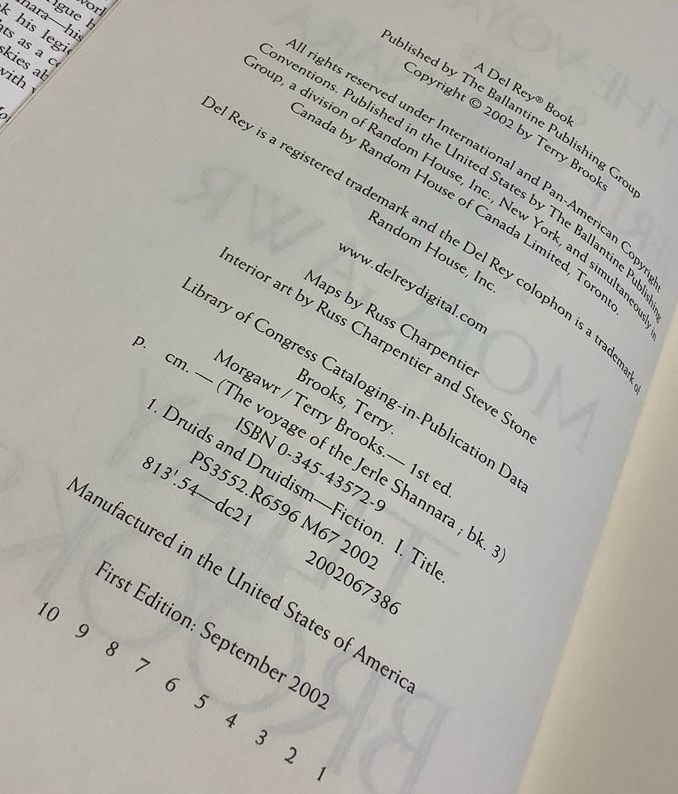 A Del Rey® Book
Published by The Ballantine Publishing Group
Copyright © 2002 by Terry Brooks
All rights reserved under International and Pan-American Copyright
Conventions. Published in the United States by The Ballantine Publishing
Group, a division of Random House, Inc., New York, and simultaneously in
Canada by Random House of Canada Limited, Toronto.
Del Rey is a registered trademark and the Del Rey colophon is a trademark of
Random House, Inc.
www.delreydigital.com
Maps by Russ Charpentier
Interior art by Russ Charpentier and Steve Stone
Library of Congress Cataloging-in-Publication Data
Brooks, Terry.
Morgawr / Terry Brooks.— 1st ed.
p. cm. — (The voyage of the Jerle Shannara ; bk. 3)
ISBN 0-345-43572-9
1. Druids and Druidism—Fiction. I. Title.
PS3552.R6596 M67 2002
813'.54—dc21 2002067386
Manufactured in the United States of America
First Edition: September 2002
10 9 8 7 6 5 4 3 2 1